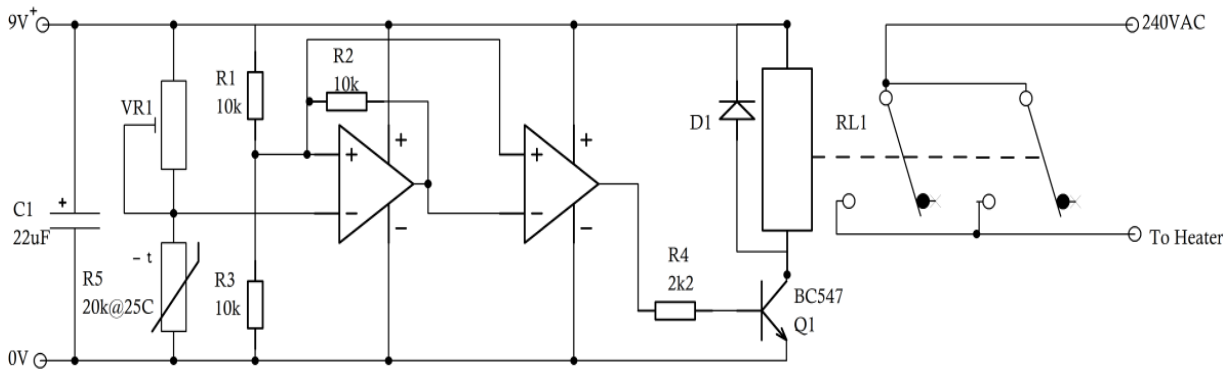 9V +
240VAC
R2
10k
R1
10k
VR1
D1
RL1
+
+
+
+
+
C1
22uF
−
−
−
−
− t
R5
20k@25C
R3
10k
R4
2k2
BC547
Q1
To Heater
0V